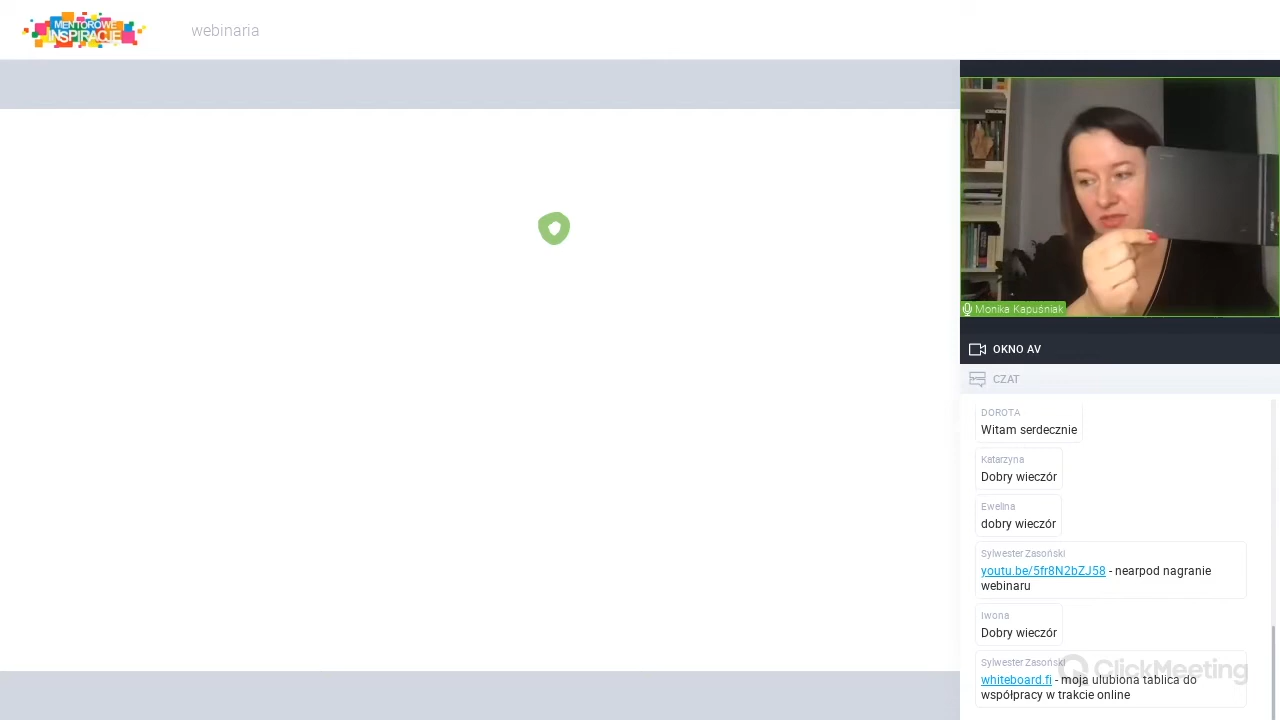 MENTOROWE
INSPIRACJE
webinaria
Monika Kapuśniak
OKNO AV
CZAT
DOROTA
Witam serdecznie
Katarzyna
Dobry wieczór
Ewelina
dobry wieczór
Sylwester Zasoński
youtu.be/5fr8N2bZJ58 - nearpod nagranie
webinaru
Iwona
Dobry wieczór
Sylwester Zasoński
whiteboard.fi - moja ulubiona tablica do
współpracy w trakcie online
ClickMeeting